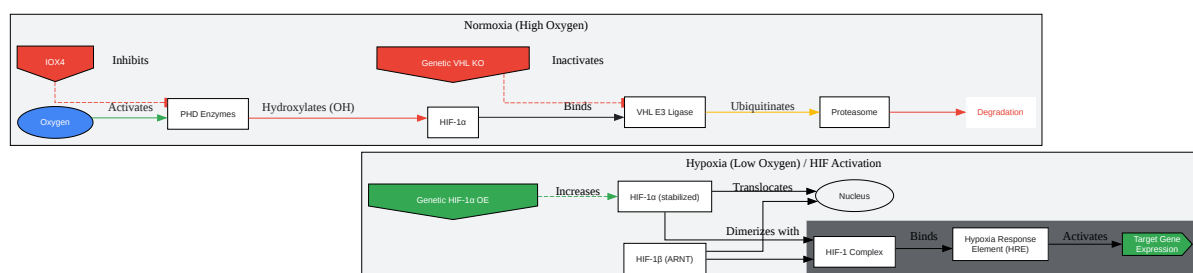 Normoxia (High Oxygen)
IOX4
Inhibits
Genetic VHL KO
Inactivates
Oxygen
Activates
PHD Enzymes
Hydroxylates (OH)
HIF-1α
Binds
VHL E3 Ligase
Ubiquitinates
Proteasome
Degradation
Hypoxia (Low Oxygen) / HIF Activation
Genetic HIF-1α OE
Increases
HIF-1α (stabilized)
Translocates
Nucleus
Dimerizes with
HIF-1β (ARNT)
HIF-1 Complex
Binds
Hypoxia Response
Element (HRE)
Activates
Target Gene
Expression